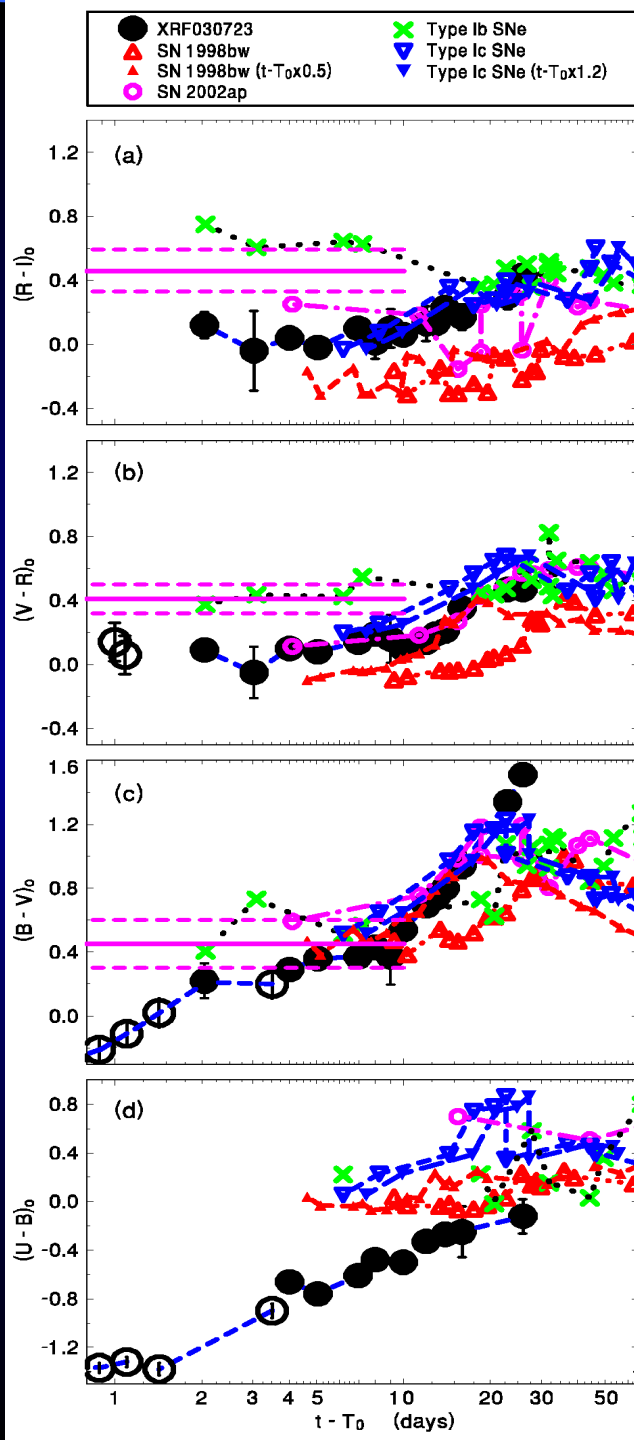 XRF030723
SN 1998bw
SN 1998bw (t-T₀x0.5)
SN 2002ap
Type Ib SNe
Type Ic SNe
Type Ic SNe (t-T₀x1.2)
(a)
(R - I)₀
1.2
0.8
0.4
0.0
-0.4
(b)
(V - R)₀
1.2
0.8
0.4
0.0
-0.4
(c)
(B - V)₀
1.6
1.2
0.8
0.4
0.0
(d)
(U - B)₀
0.8
0.4
0.0
-0.4
-0.8
-1.2
1 2 3 4 5 10 20 30 50
t - T₀ (days)